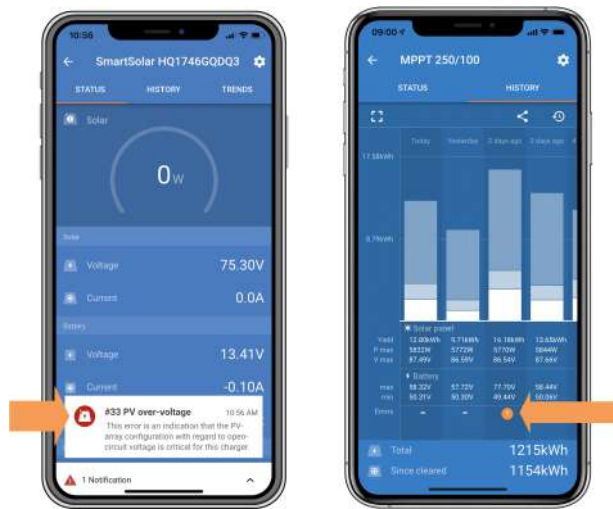 10:56
SmartSolar HQ1746GQDQ3
STATUS HISTORY TRENDS
Solar
0W
Solar
Voltage 75.30V
Current 0.0A
Battery
Voltage 13.41V
Current -0.10A
#33 PV over-voltage 10:56 AM
This error is an indication that the PV-
array configuration with regard to open-
circuit voltage is critical for this charger.
1 Notification
09:00
MPPT 250/100
STATUS HISTORY
Today Yesterday 2 days ago 3 days ago
17.58kWh
8.79kWh
Solar panel
Yield 12.80kWh 9.71kWh 16.18kWh 13.65kWh
P max 5832W 5772W 5770W 5844W
V max 87.49V 86.59V 86.54V 87.66V
Battery
max 58.32V 57.72V 77.70V 58.44V
min 50.21V 50.30V 49.44V 50.06V
Errors - -
Total 1215kWh
Since cleared 1154kWh